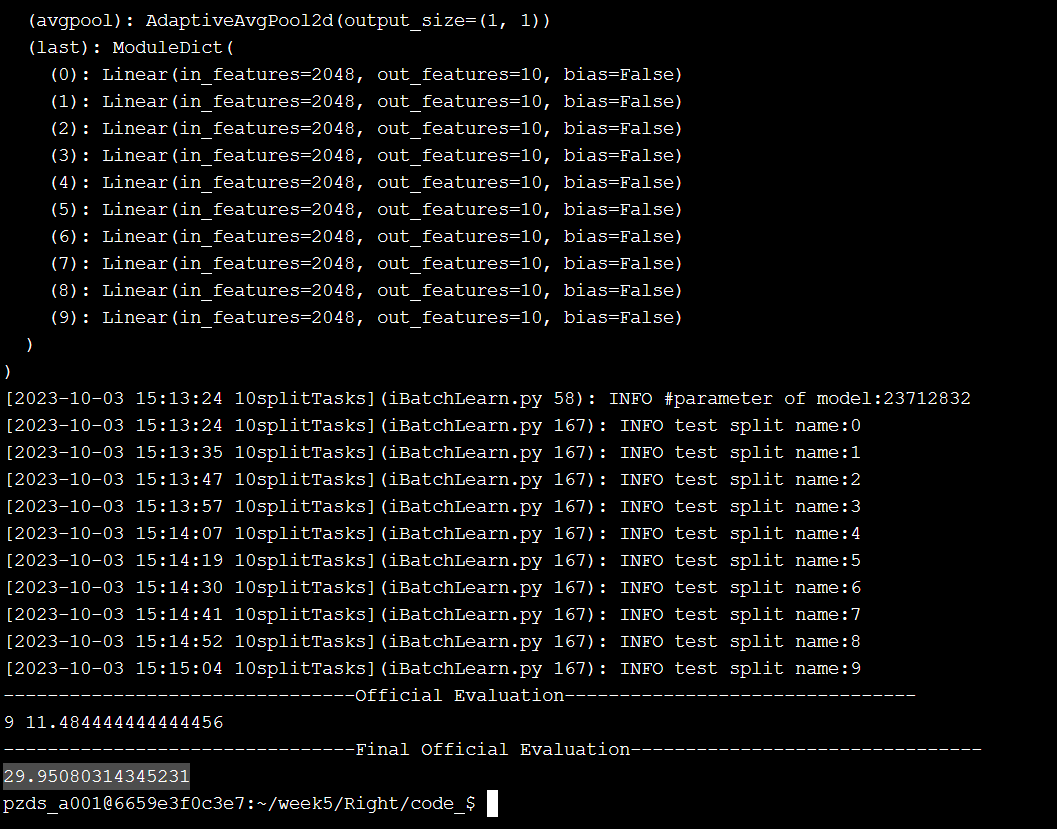 (avgpool): AdaptiveAvgPool2d(output_size=(1, 1))
(last): ModuleDict(
(0): Linear(in_features=2048, out_features=10, bias=False)
(1): Linear(in_features=2048, out_features=10, bias=False)
(2): Linear(in_features=2048, out_features=10, bias=False)
(3): Linear(in_features=2048, out_features=10, bias=False)
(4): Linear(in_features=2048, out_features=10, bias=False)
(5): Linear(in_features=2048, out_features=10, bias=False)
(6): Linear(in_features=2048, out_features=10, bias=False)
(7): Linear(in_features=2048, out_features=10, bias=False)
(8): Linear(in_features=2048, out_features=10, bias=False)
(9): Linear(in_features=2048, out_features=10, bias=False)
)
)
[2023-10-03 15:13:24 10splitTasks](iBatchLearn.py 58): INFO #parameter of model:23712832
[2023-10-03 15:13:24 10splitTasks](iBatchLearn.py 167): INFO test split name:0
[2023-10-03 15:13:35 10splitTasks](iBatchLearn.py 167): INFO test split name:1
[2023-10-03 15:13:47 10splitTasks](iBatchLearn.py 167): INFO test split name:2
[2023-10-03 15:13:57 10splitTasks](iBatchLearn.py 167): INFO test split name:3
[2023-10-03 15:14:07 10splitTasks](iBatchLearn.py 167): INFO test split name:4
[2023-10-03 15:14:19 10splitTasks](iBatchLearn.py 167): INFO test split name:5
[2023-10-03 15:14:30 10splitTasks](iBatchLearn.py 167): INFO test split name:6
[2023-10-03 15:14:41 10splitTasks](iBatchLearn.py 167): INFO test split name:7
[2023-10-03 15:14:52 10splitTasks](iBatchLearn.py 167): INFO test split name:8
[2023-10-03 15:15:04 10splitTasks](iBatchLearn.py 167): INFO test split name:9
--------------------------------Official Evaluation--------------------------------
9 11.484444444444456
--------------------------------Final Official Evaluation--------------------------------
29.95080314345231
pzds_a001@6659e3f0c3e7:~/week5/Right/code_$